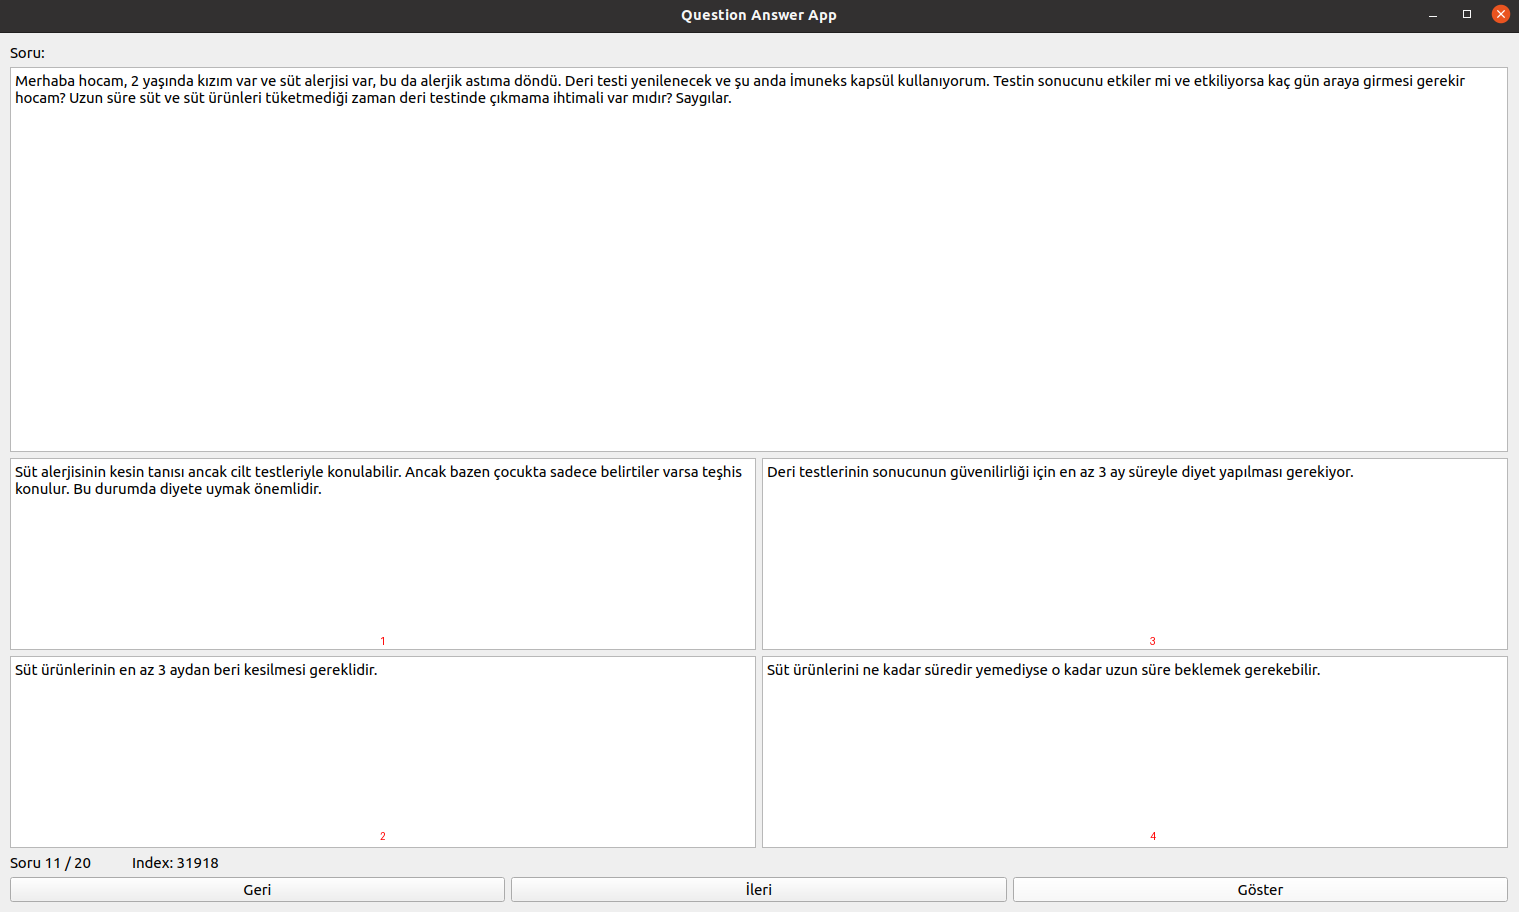 Question Answer App
Soru:
Merhaba hocam, 2 yaşında kızım var ve süt alerjisi var, bu da alerjik astıma döndü. Deri testi yenilenecek ve şu anda İmuneks kapsül kullanıyorum. Testin sonucunu etkiler mi ve etkiliyorsa kaç gün araya girmesi gerekir
hocam? Uzun süre süt ve süt ürünleri tüketmediği zaman deri testinde çıkmama ihtimali var mıdır? Saygılar.
Süt alerjisinin kesin tanısı ancak cilt testleriyle konulabilir. Ancak bazen çocukta sadece belirtiler varsa teşhis
konulur. Bu durumda diyete uymak önemlidir.
1
Deri testlerinin sonucunun güvenilirliği için en az 3 ay süreyle diyet yapılması gerekiyor.
3
Süt ürünlerinin en az 3 aydan beri kesilmesi gereklidir.
2
Süt ürünlerini ne kadar süredir yemediyse o kadar uzun süre beklemek gerekebilir.
4
Soru 11 / 20 Index: 31918
Geri İleri Göster